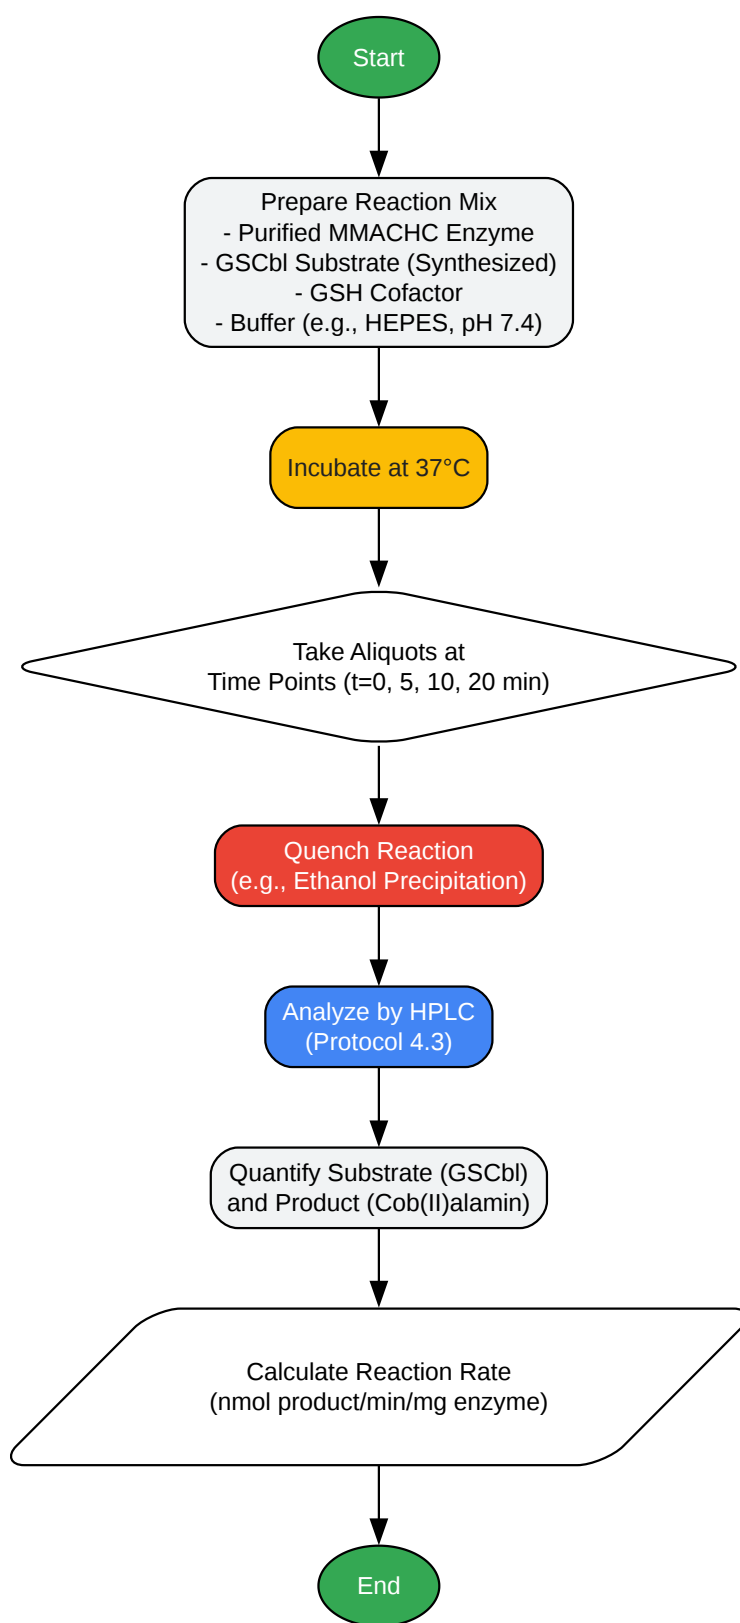 Start
Prepare Reaction Mix
- Purified MMACHC Enzyme
- GSCbl Substrate (Synthesized)
- GSH Cofactor
- Buffer (e.g., HEPES, pH 7.4)
Incubate at 37°C
Take Aliquots at
Time Points (t=0, 5, 10, 20 min)
Quench Reaction
(e.g., Ethanol Precipitation)
Analyze by HPLC
(Protocol 4.3)
Quantify Substrate (GSCbl)
and Product (Cob(II)alamin)
Calculate Reaction Rate
(nmol product/min/mg enzyme)
End